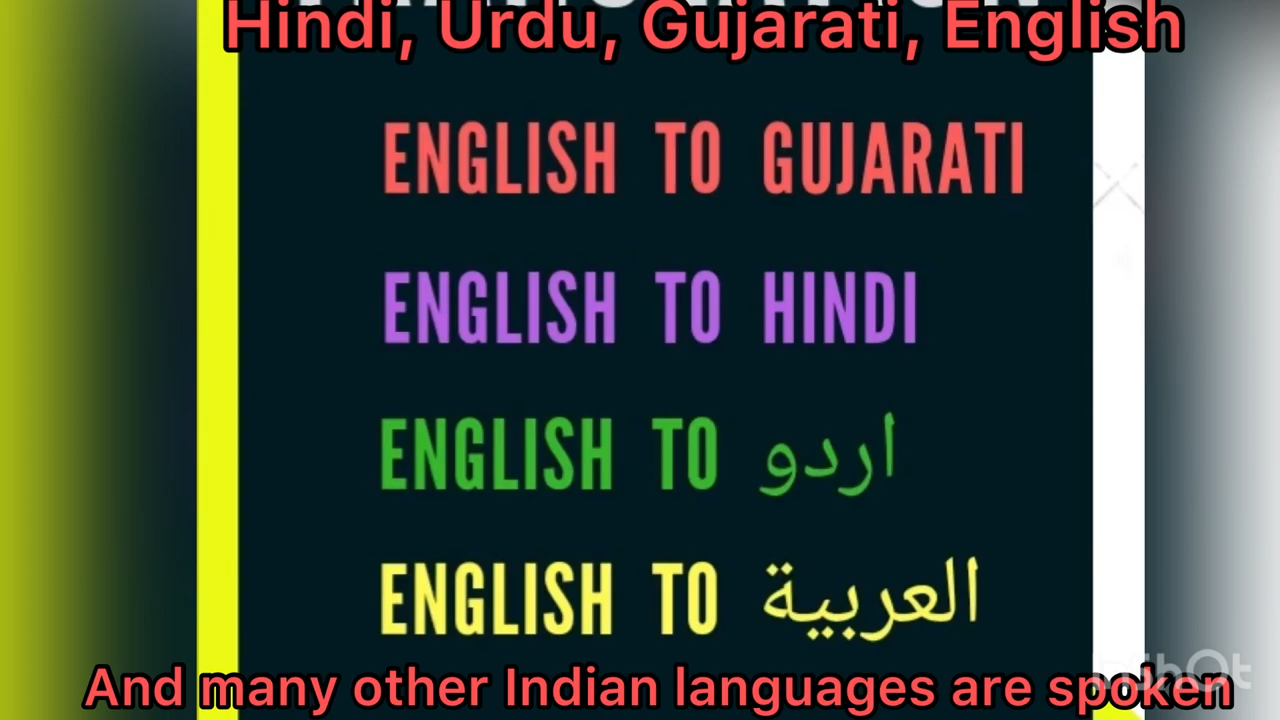 Hindi, Urdu, Gujarati, English
ENGLISH TO GUJARATI
ENGLISH TO HINDI
ENGLISH TO اردو
ENGLISH TO العربية
InShOt
And many other Indian languages are spoken